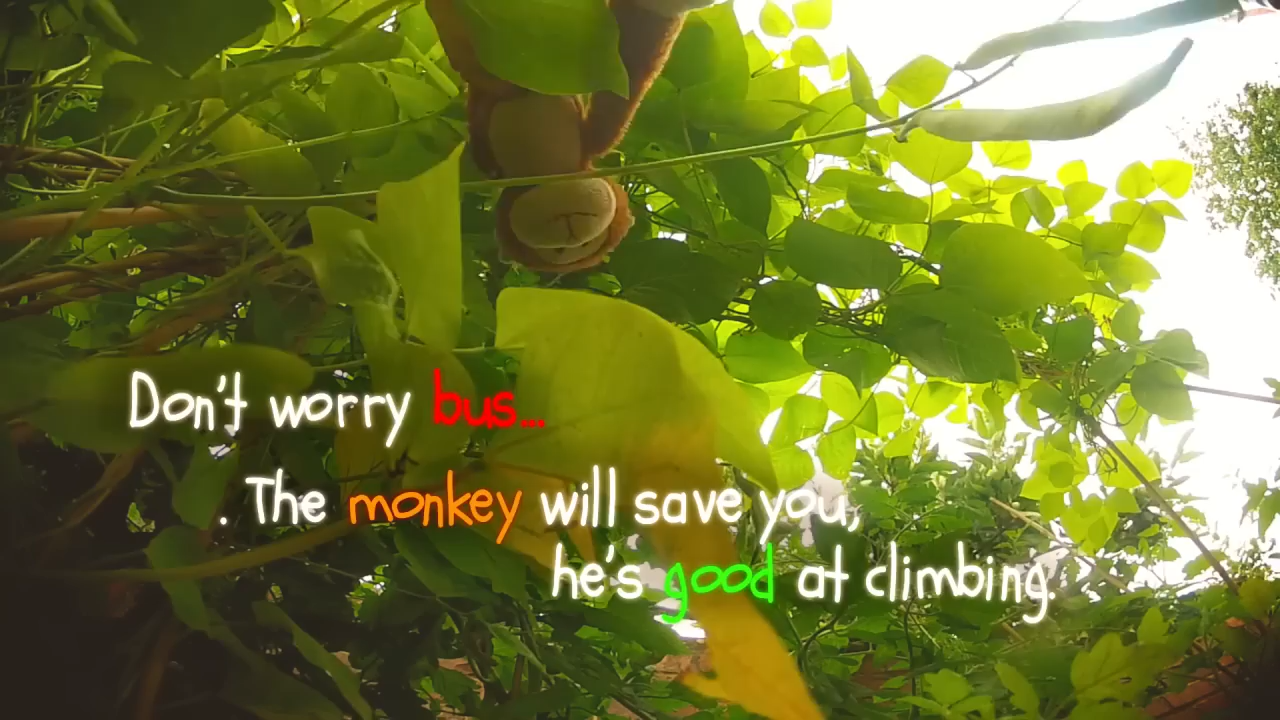 Don't worry bus...
. The monkey will save you,
he's good at climbing.